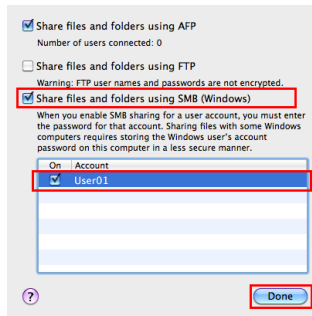 Share files and folders using AFP
Number of users connected: 0
Share files and folders using FTP
Warning: FTP user names and passwords are not encrypted.
Share files and folders using SMB (Windows)
When you enable SMB sharing for a user account, you must enter
the password for that account. Sharing files with some Windows
computers requires storing the Windows user's account
password on this computer in a less secure manner.
On Account
User01
? Done